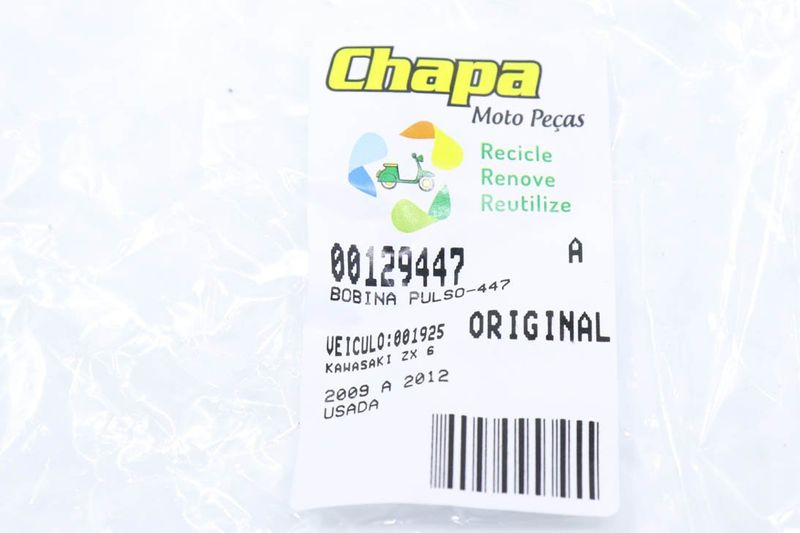 Chapa
Moto Peças
Recicle
Renove
Reutilize
00129447 A
BOBINA PULSO-447
VEICULO:001925 ORIGINAL
KAWASAKI ZX 6
2009 A 2012
USADA